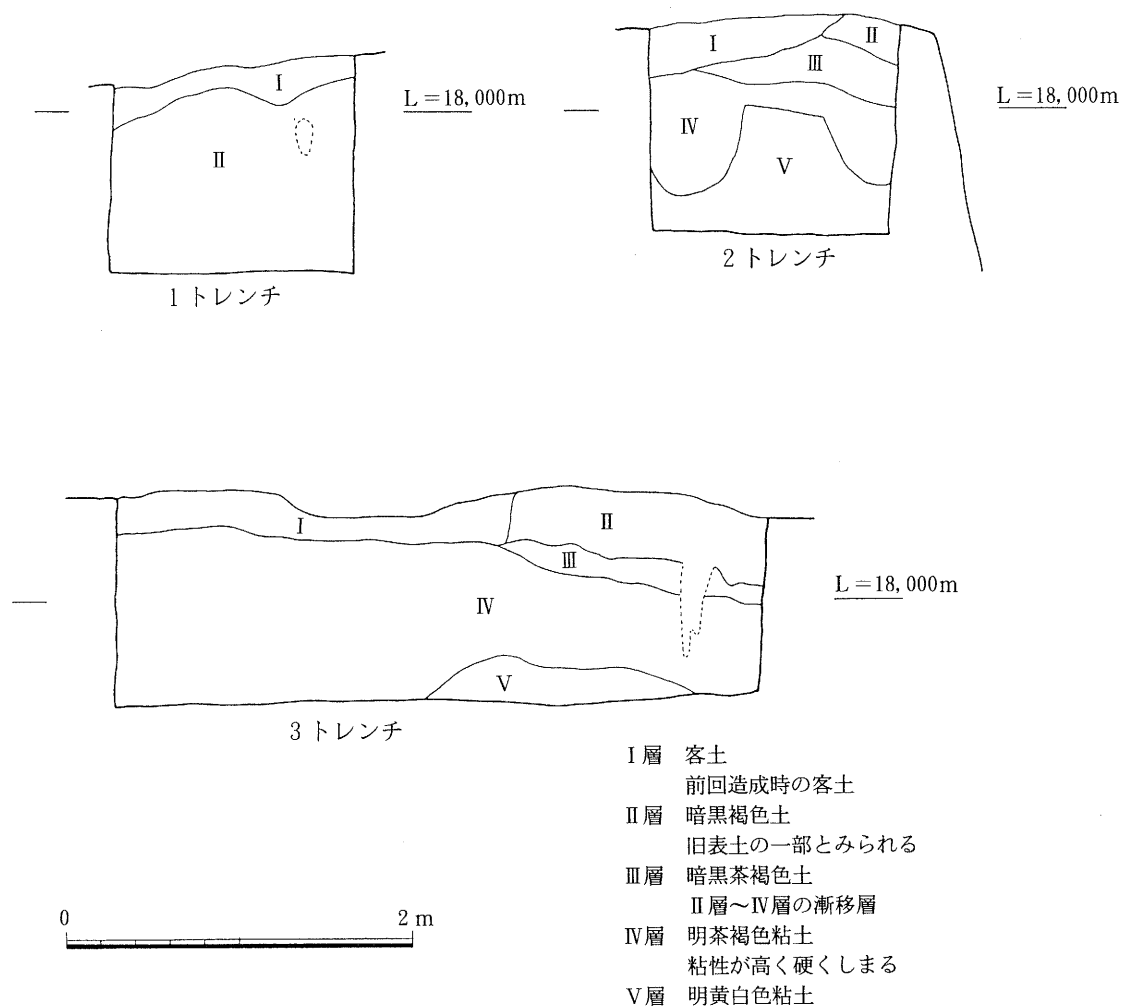 Ⅰ
Ⅱ
L=18,000m
1トレンチ
Ⅰ
Ⅱ
Ⅲ
Ⅳ
Ⅴ
L=18,000m
2トレンチ
Ⅰ
Ⅱ
Ⅲ
Ⅳ
Ⅴ
L=18,000m
3トレンチ
Ⅰ層 客土
前回造成時の客土
Ⅱ層 暗黒褐色土
旧表土の一部とみられる
Ⅲ層 暗黒茶褐色土
Ⅱ層~Ⅳ層の漸移層
Ⅳ層 明茶褐色粘土
粘性が高く硬くしまる
Ⅴ層 明黄白色粘土
0 2m